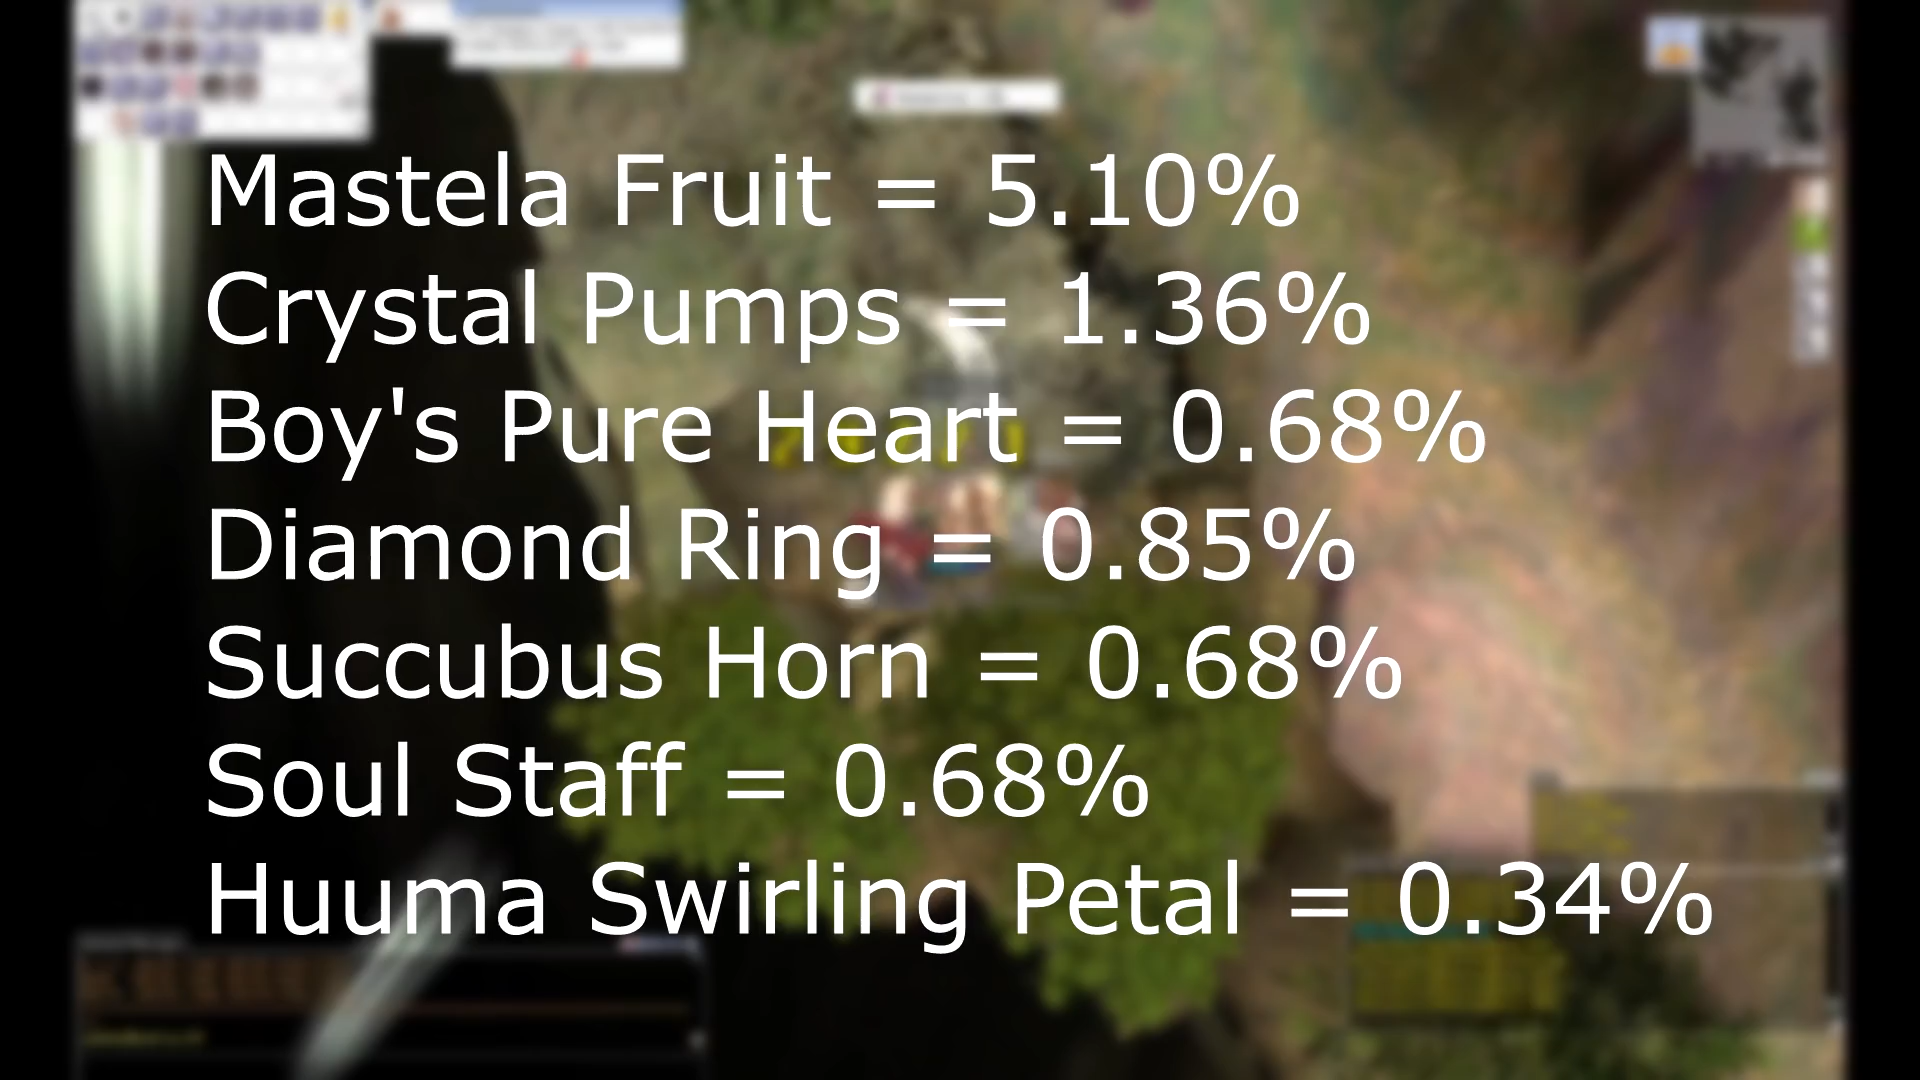 Mastela Fruit = 5.10%
Crystal Pumps = 1.36%
Boy's Pure Heart = 0.68%
Diamond Ring = 0.85%
Succubus Horn = 0.68%
Soul Staff = 0.68%
Huuma Swirling Petal = 0.34%